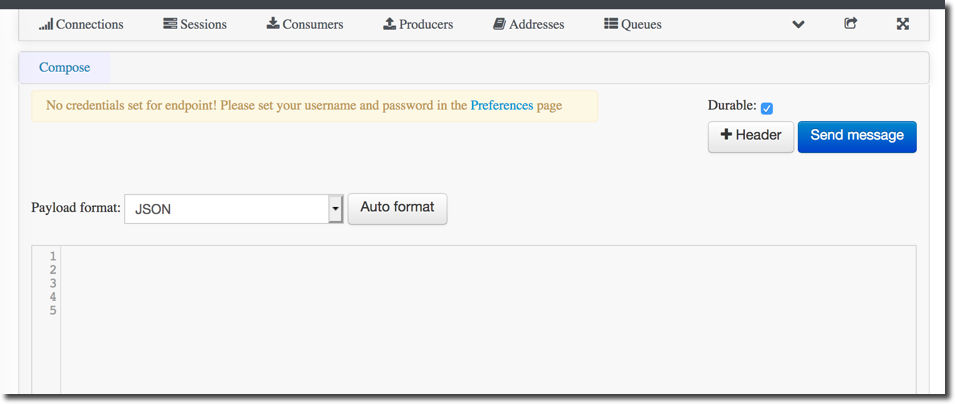 Connections Sessions Consumers Producers Addresses Queues
Compose
No credentials set for endpoint! Please set your username and password in the Preferences page
Durable:
Header Send message
Payload format: JSON Auto format
1
2
3
4
5